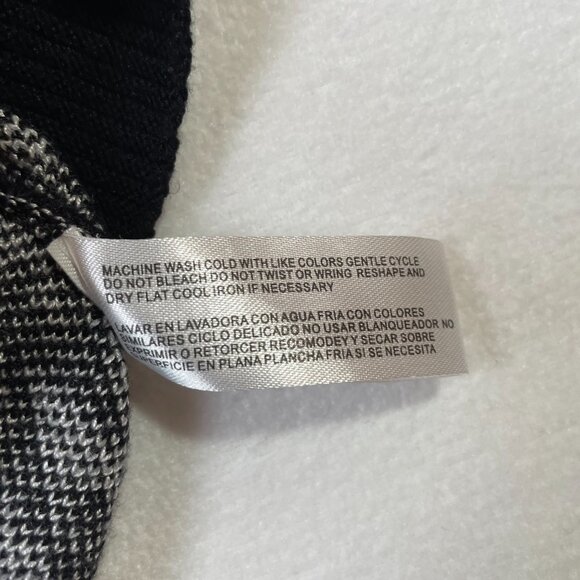 MACHINE WASH COLD WITH LIKE COLORS GENTLE CYCLE
DO NOT BLEACH DO NOT TWIST OR WRING RESHAPE AND
DRY FLAT COOL IRON IF NECESSARY
LAVAR EN LAVADORA CON AGUA FRIA CON COLORES
SIMILARES CICLO DELICADO NO USAR BLANQUEADOR NO
EXPRIMIR O RETORCER RECOMODEY Y SECAR SOBRE
EN PLANA PLANCHA FRIA SI SE NECESITA